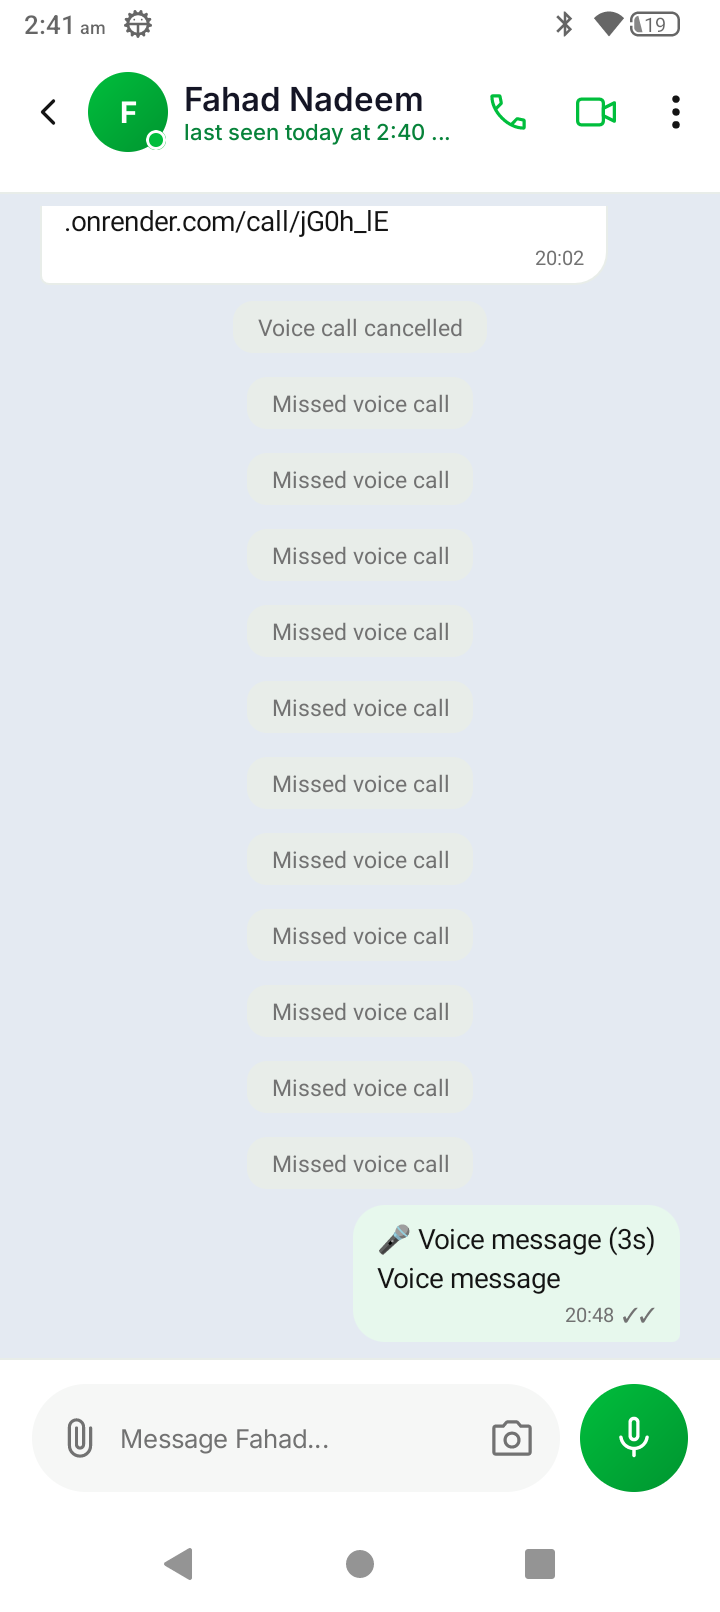 2:41 am
19
F
Fahad Nadeem
last seen today at 2:40 ...
.onrender.com/call/jG0h_lE
20:02
Voice call cancelled
Missed voice call
Missed voice call
Missed voice call
Missed voice call
Missed voice call
Missed voice call
Missed voice call
Missed voice call
Missed voice call
Missed voice call
Missed voice call
🎤 Voice message (3s)
Voice message
20:48 ✓✓
Message Fahad...